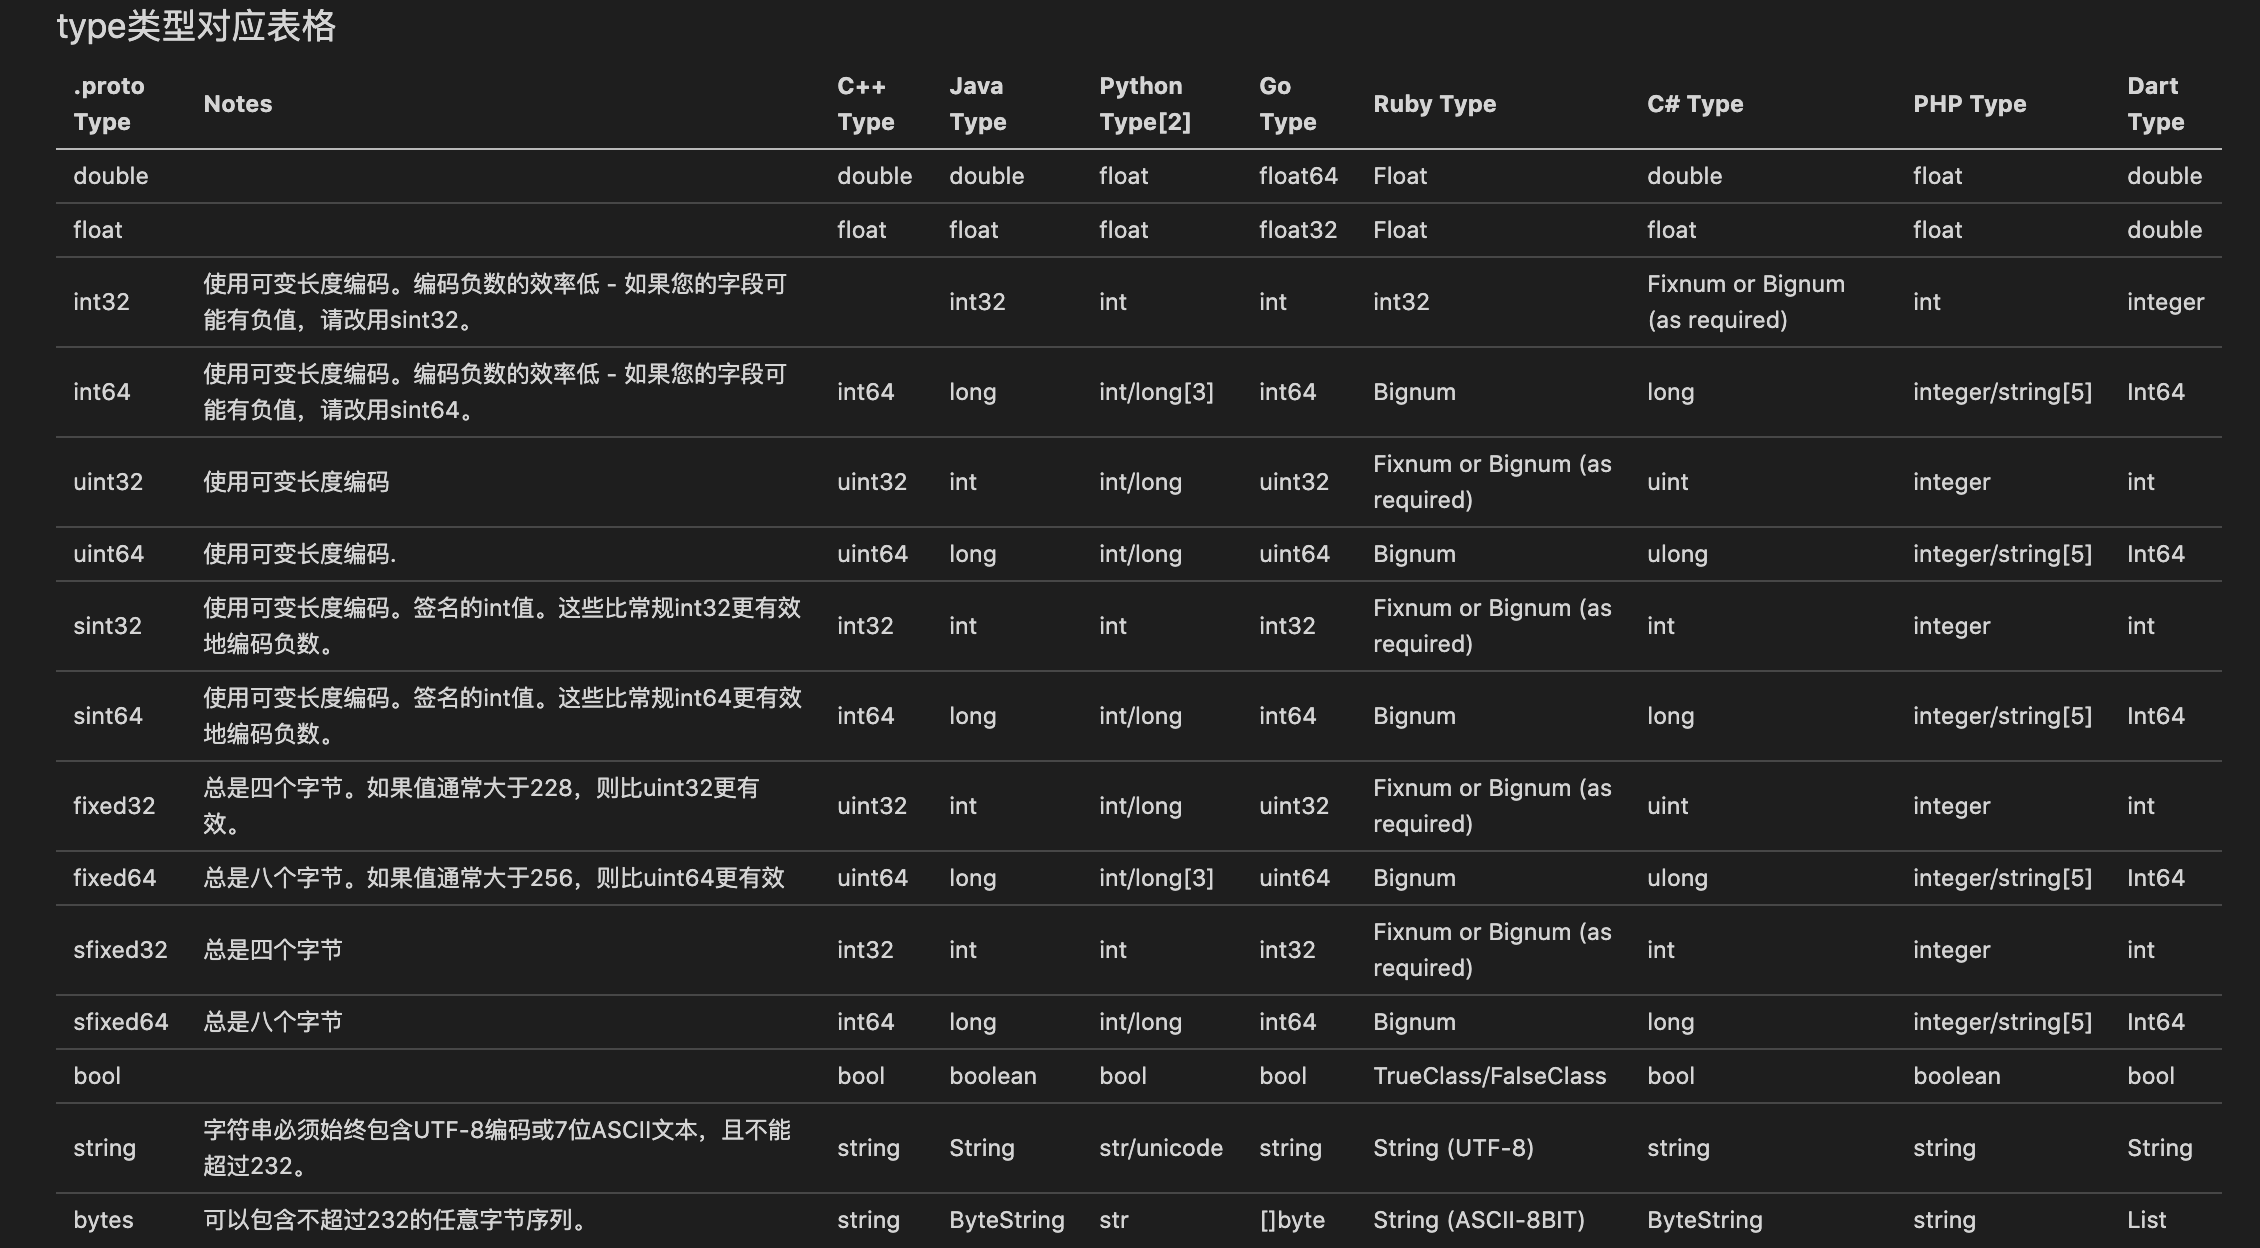 type类型对应表格
.proto Type Notes C++ Type Java Type Python Type[2] Go Type Ruby Type C# Type PHP Type Dart Type
double double double float float64 Float double float double
float float float float float32 Float float float double
int32 使用可变长度编码。编码负数的效率低 - 如果您的字段可能有负值，请改用sint32。 int32 int int int32 Fixnum or Bignum (as required) int integer
int64 使用可变长度编码。编码负数的效率低 - 如果您的字段可能有负值，请改用sint64。 int64 long int/long[3] int64 Bignum long integer/string[5] Int64
uint32 使用可变长度编码 uint32 int int/long uint32 Fixnum or Bignum (as required) uint integer int
uint64 使用可变长度编码. uint64 long int/long uint64 Bignum ulong integer/string[5] Int64
sint32 使用可变长度编码。签名的int值。这些比常规int32更有效地编码负数。 int32 int int int32 Fixnum or Bignum (as required) int integer int
sint64 使用可变长度编码。签名的int值。这些比常规int64更有效地编码负数。 int64 long int/long int64 Bignum long integer/string[5] Int64
fixed32 总是四个字节。如果值通常大于228，则比uint32更有效。 uint32 int int/long uint32 Fixnum or Bignum (as required) uint integer int
fixed64 总是八个字节。如果值通常大于256，则比uint64更有效 uint64 long int/long[3] uint64 Bignum ulong integer/string[5] Int64
sfixed32 总是四个字节 int32 int int int32 Fixnum or Bignum (as required) int integer int
sfixed64 总是八个字节 int64 long int/long int64 Bignum long integer/string[5] Int64
bool bool boolean bool bool TrueClass/FalseClass bool boolean bool
string 字符串必须始终包含UTF-8编码或7位ASCII文本，且不能超过232。 string String str/unicode string String (UTF-8) string string String
bytes 可以包含不超过232的任意字节序列。 string ByteString str []byte String (ASCII-8BIT) ByteString string List